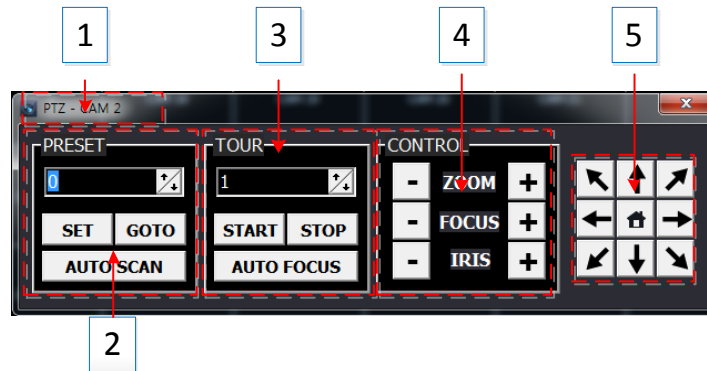 1
3
4
5
PTZ - CAM 2
PRESET
0
SET
GOTO
AUTO SCAN
TOUR
1
START
STOP
AUTO FOCUS
CONTROL
- ZOOM +
- FOCUS +
- IRIS +
2